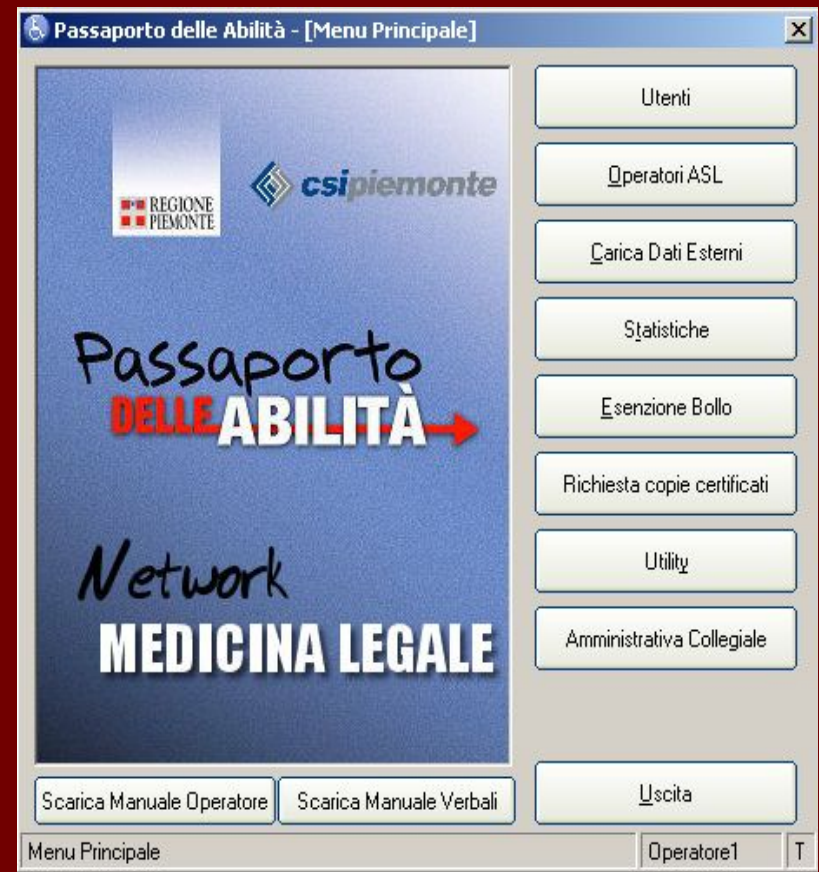 Passaporto delle Abilità - [Menu Principale]
REGIONE
PIEMONTE
csipiemonte
Passaporto
DELLE ABILITÀ
Network
MEDICINA LEGALE
Utenti
Operatori ASL
Carica Dati Esterni
Statistiche
Esenzione Bollo
Richiesta copie certificati
Utility
Amministrativa Collegiale
Scarica Manuale Operatore
Scarica Manuale Verbali
Uscita
Menu Principale
Operatore1
T